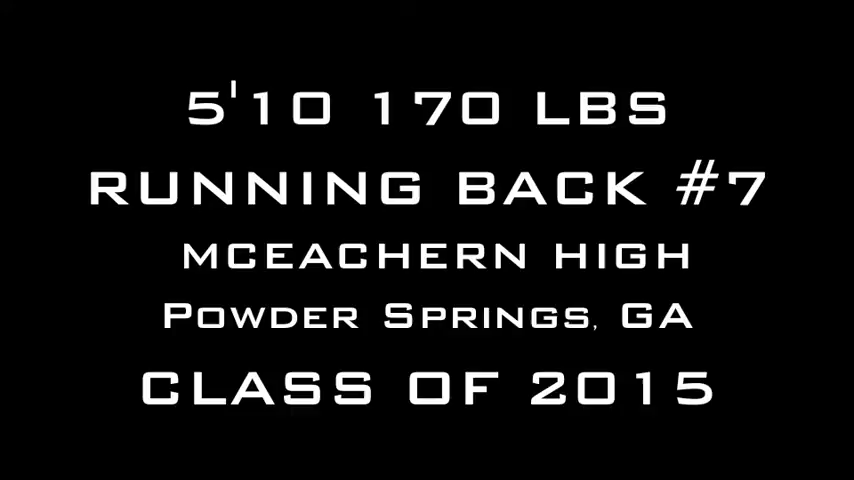 5'10 170 LBS
RUNNING BACK #7
MCEACHERN HIGH
POWDER SPRINGS, GA
CLASS OF 2015